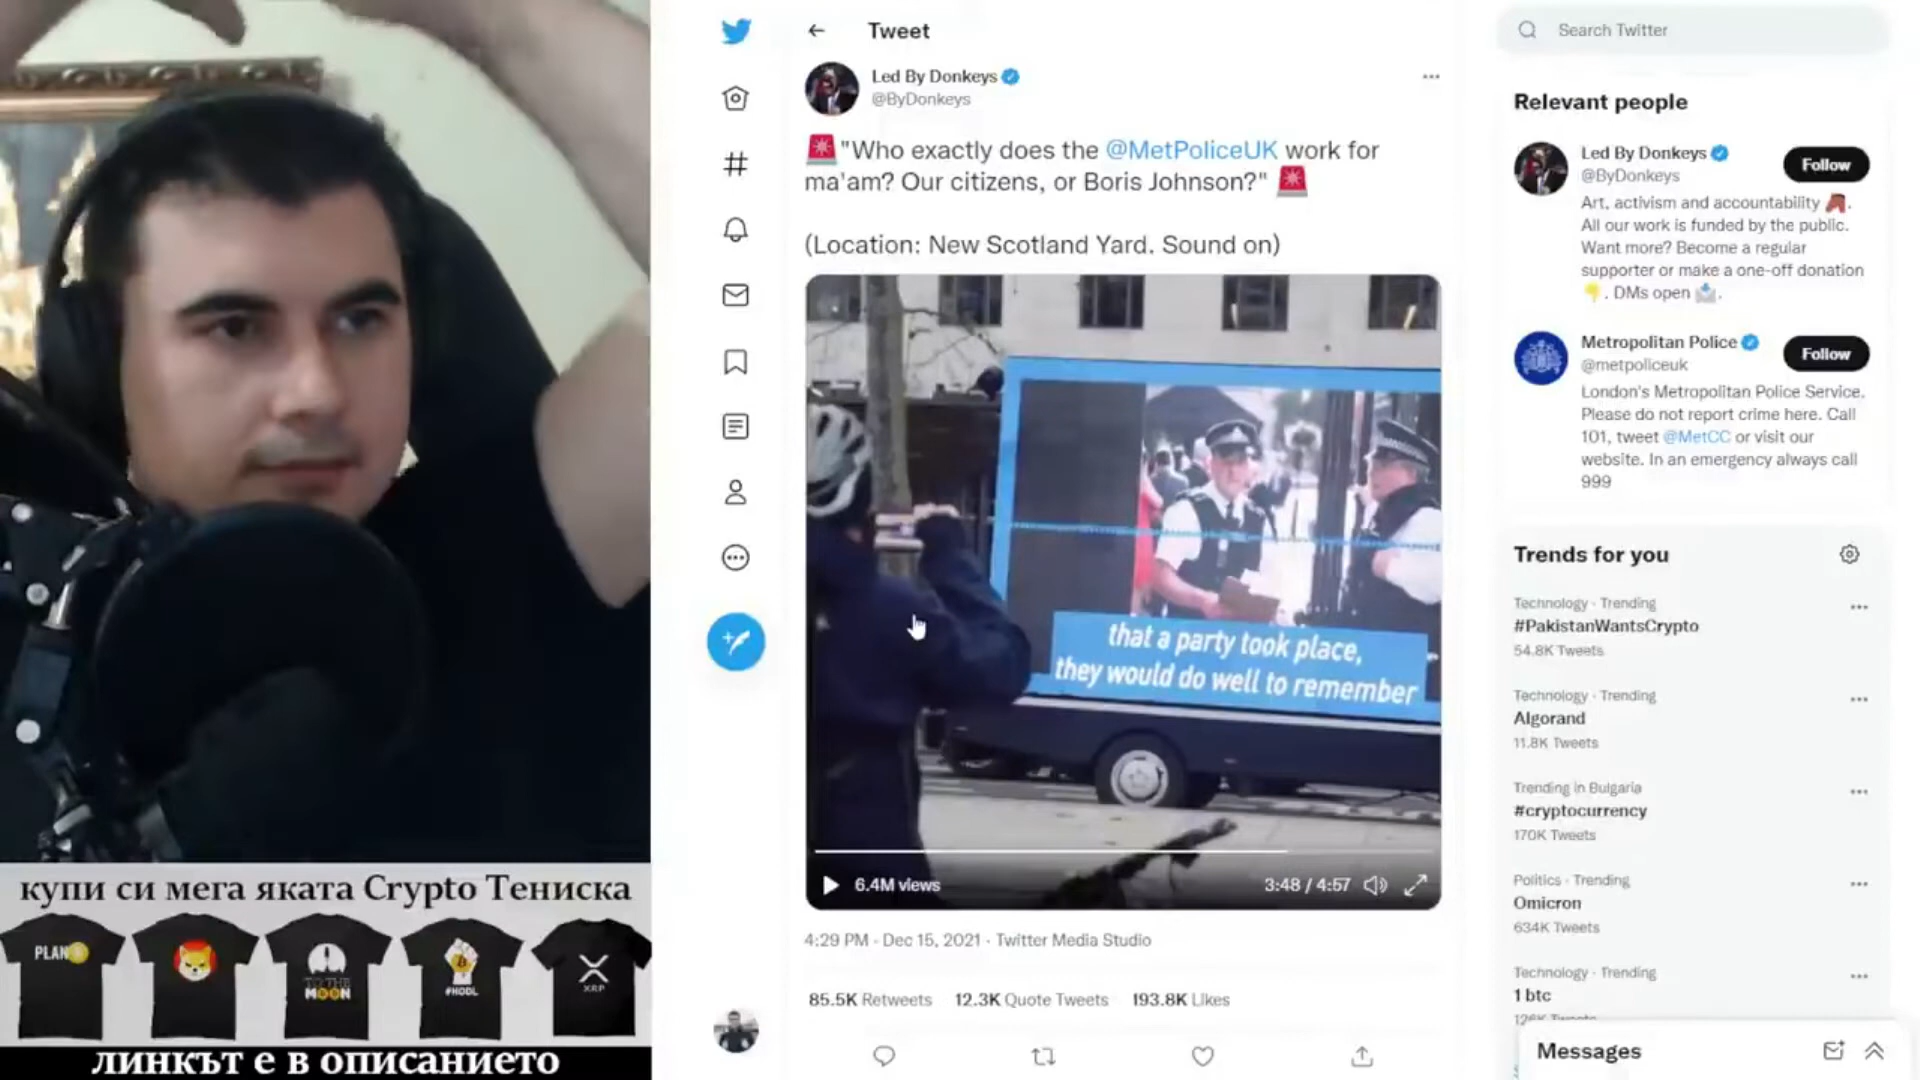 Tweet
Led By Donkeys
@ByDonkeys
"Who exactly does the @MetPoliceUK work for
ma'am? Our citizens, or Boris Johnson?"
(Location: New Scotland Yard. Sound on)
that a party took place,
they would do well to remember
6.4M views
3:48 / 4:57
4:29 PM · Dec 15, 2021 · Twitter Media Studio
85.5K Retweets 12.3K Quote Tweets 193.8K Likes
Search Twitter
Relevant people
Led By Donkeys
@ByDonkeys
Follow
Art, activism and accountability
All our work is funded by the public.
Want more? Become a regular
supporter or make a one-off donation
. DMs open
Metropolitan Police
@metpoliceuk
Follow
London's Metropolitan Police Service.
Please do not report crime here. Call
101, tweet @MetCC or visit our
website. In an emergency always call
999
Trends for you
Technology · Trending
#PakistanWantsCrypto
54.8K Tweets
Technology · Trending
Algorand
11.8K Tweets
Trending in Bulgaria
#cryptocurrency
170K Tweets
Politics · Trending
Omicron
634K Tweets
Technology · Trending
1 btc
126K Tweets
Messages
купи си мега яката Crypto Тениска
PLAN B
TO THE
MOON
#HODL
XRP
линкът е в описанието